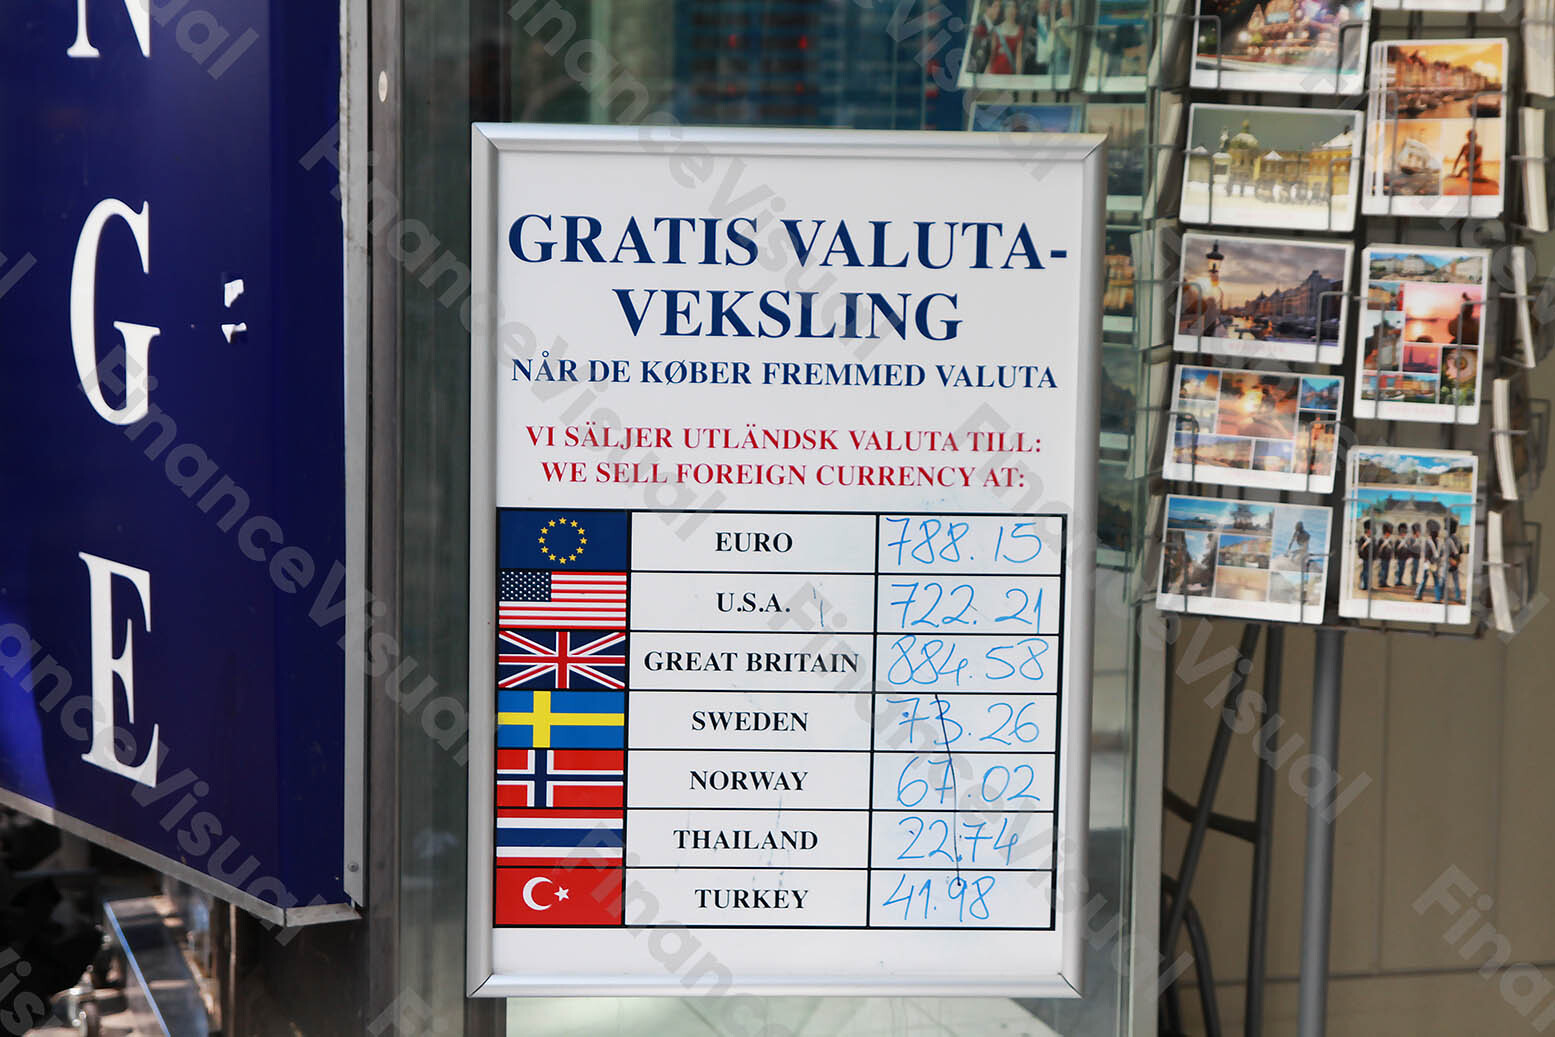 N
G
E
GRATIS VALUTA-
VEKSLING
NÅR DE KØBER FREMMED VALUTA
VI SÄLJER UTLÄNDSK VALUTA TILL:
WE SELL FOREIGN CURRENCY AT:
EURO 788.15
U.S.A. 722.21
GREAT BRITAIN 884.58
SWEDEN 73.26
NORWAY 67.02
THAILAND 22.74
TURKEY 41.98
FinanceVisual